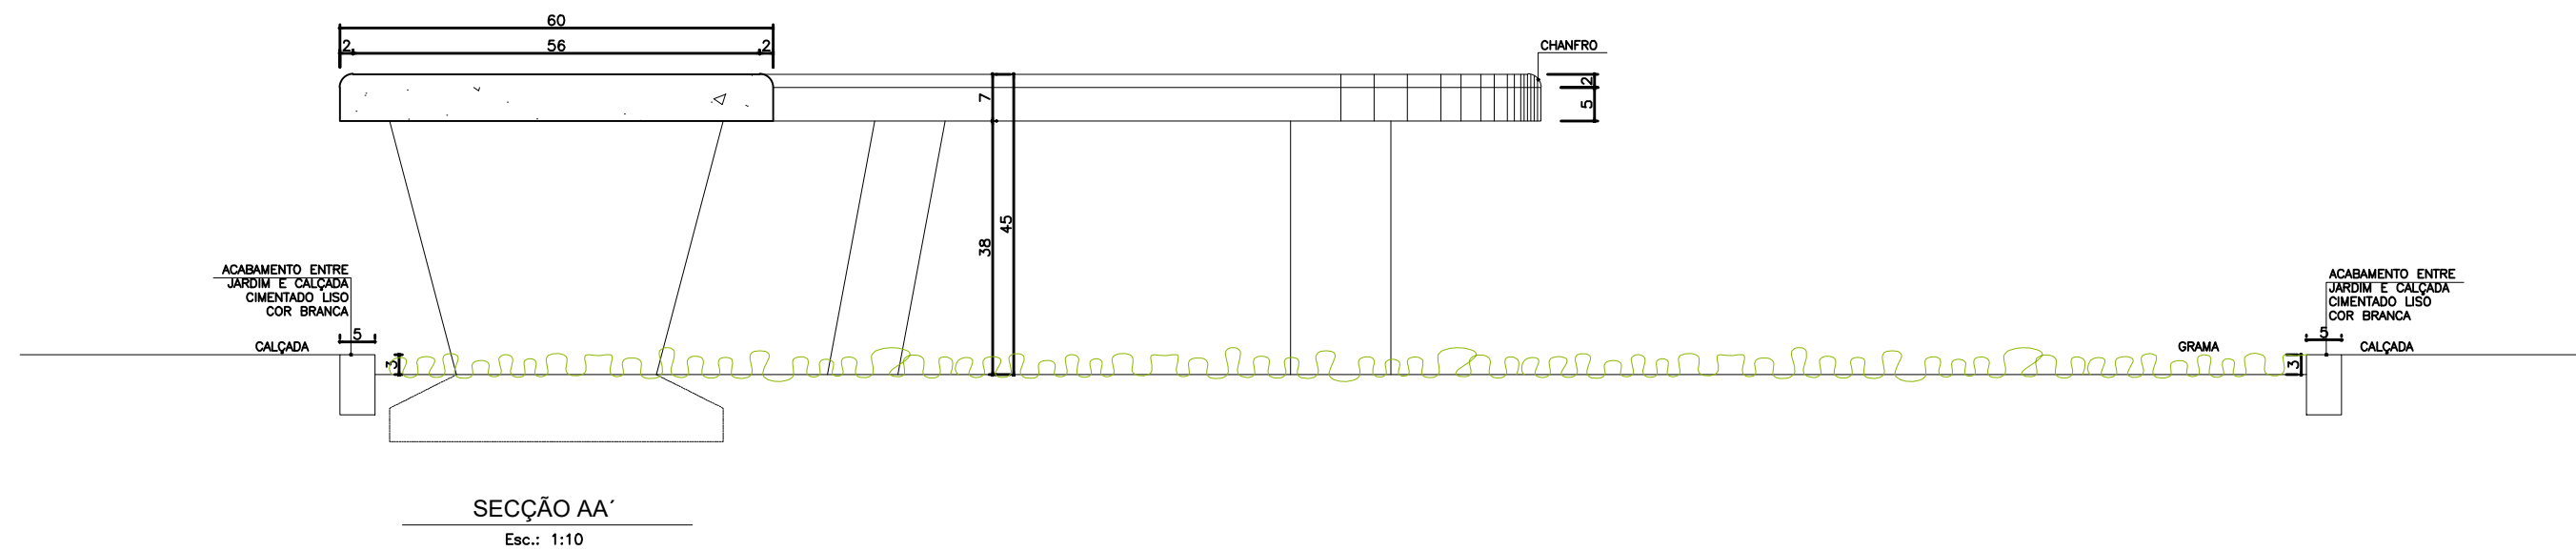 60
2
56
2
CHANFRO
2
5
7
38
45
ACABAMENTO ENTRE
JARDIM E CALÇADA
CIMENTADO LISO
COR BRANCA
5
CALÇADA
3
ACABAMENTO ENTRE
JARDIM E CALÇADA
CIMENTADO LISO
COR BRANCA
5
GRAMA
CALÇADA
3
SECÇÃO AA´
Esc.: 1:10